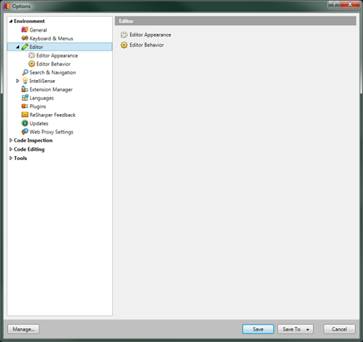 Options
Environment
Editor
General
Keyboard & Menus
Editor
Editor Appearance
Editor Behavior
Search & Navigation
IntelliSense
Extension Manager
Languages
Plugins
ReSharper Feedback
Updates
Web Proxy Settings
Code Inspection
Code Editing
Tools
Editor Appearance
Editor Behavior
Manage...
Save
Save To
Cancel